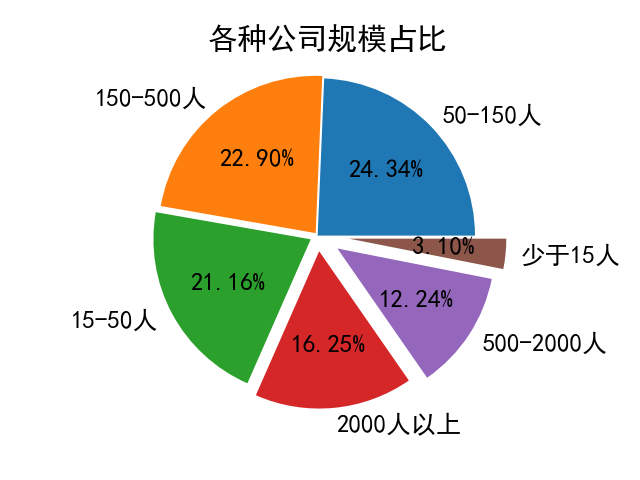 各种公司规模占比
150-500人
50-150人
22.90%
24.34%
3.10%
少于15人
21.16%
12.24%
15-50人
16.25%
500-2000人
2000人以上